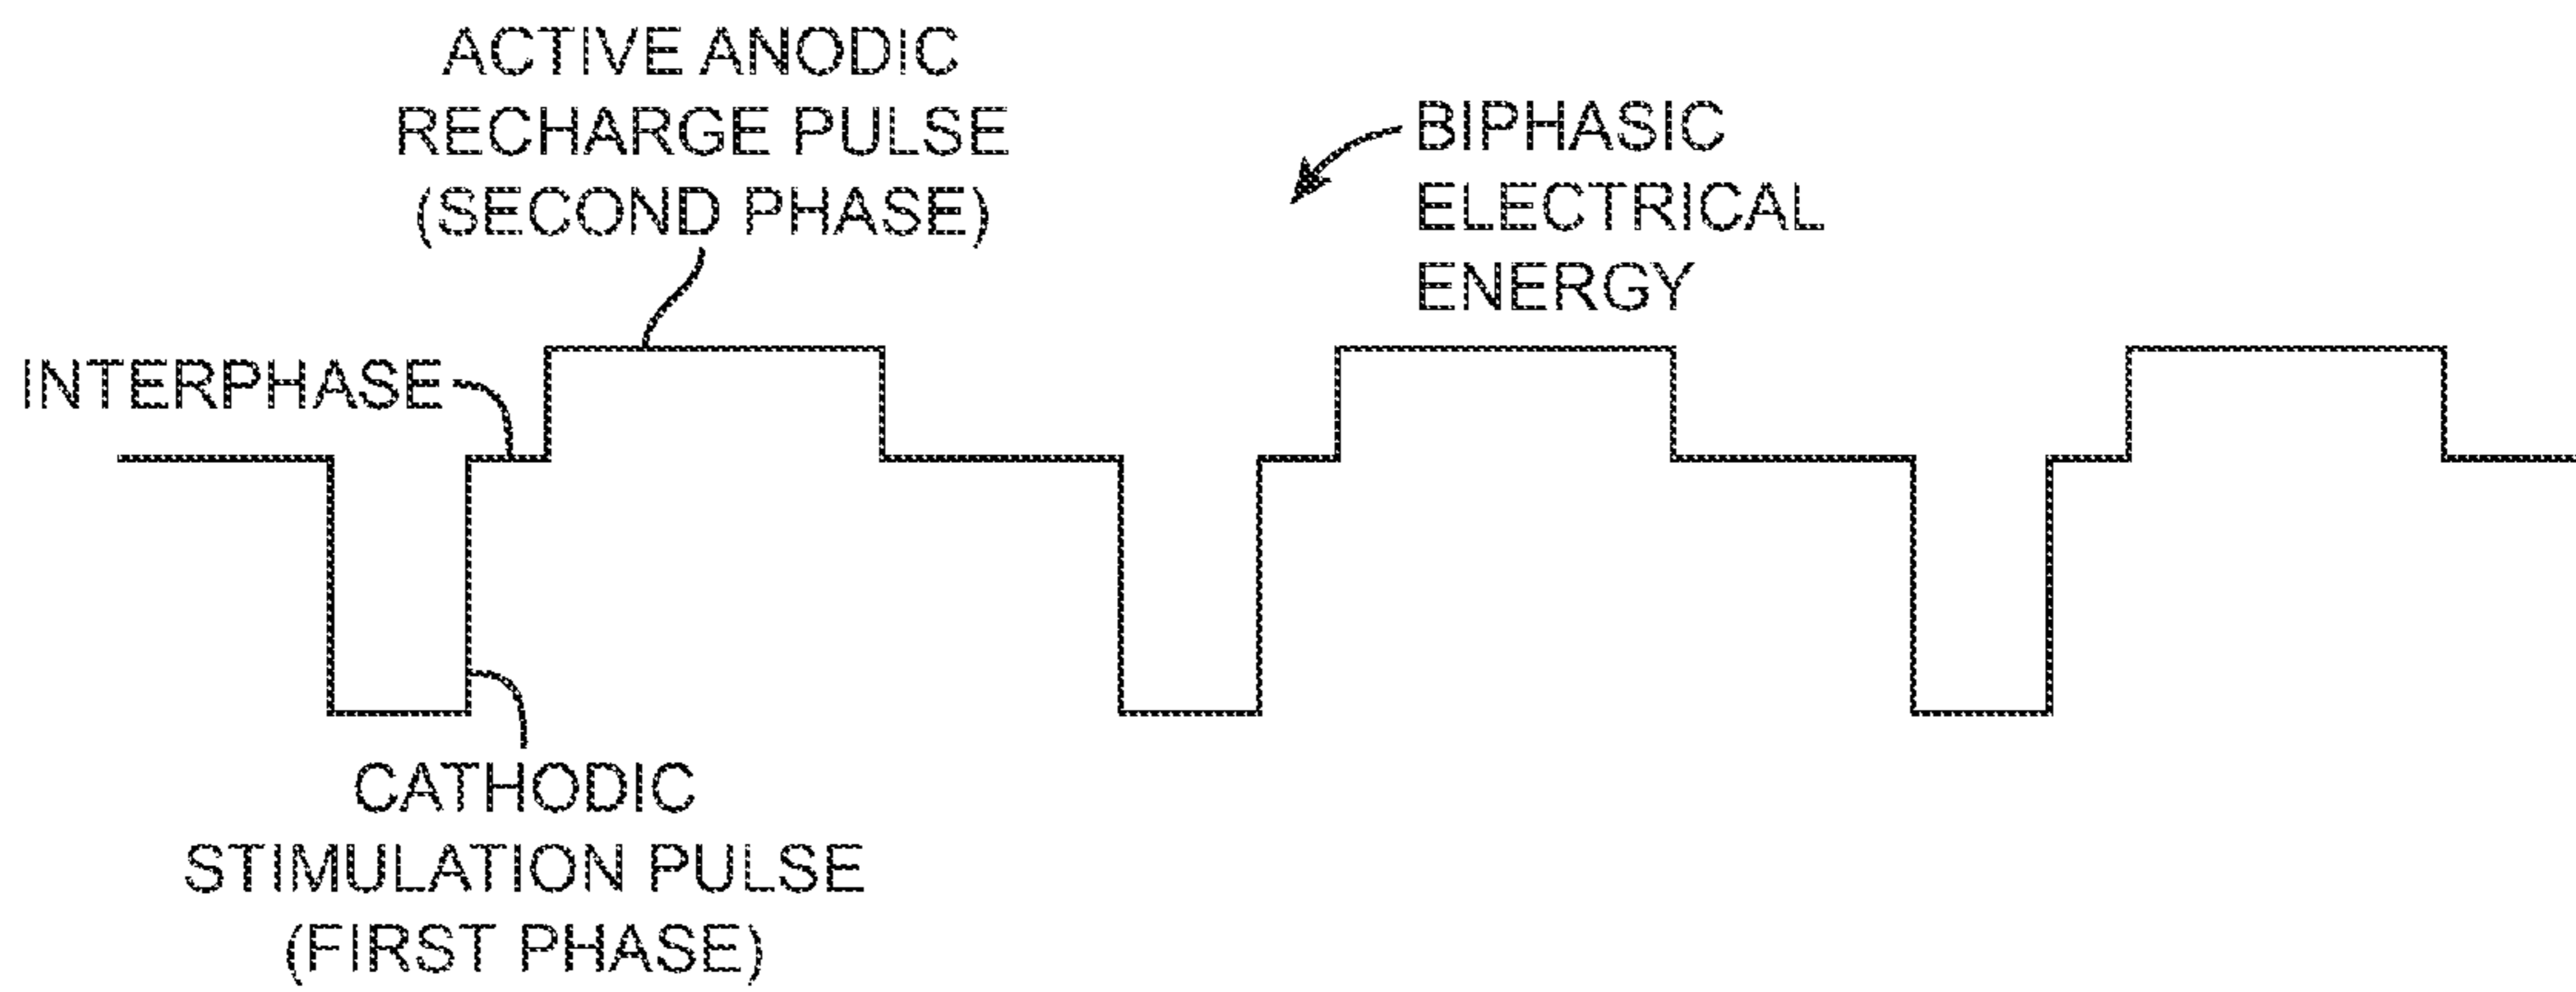 ACTIVE ANODIC
RECHARGE PULSE
(SECOND PHASE)
BIPHASIC
ELECTRICAL
ENERGY
INTERPHASE
CATHODIC
STIMULATION PULSE
(FIRST PHASE)